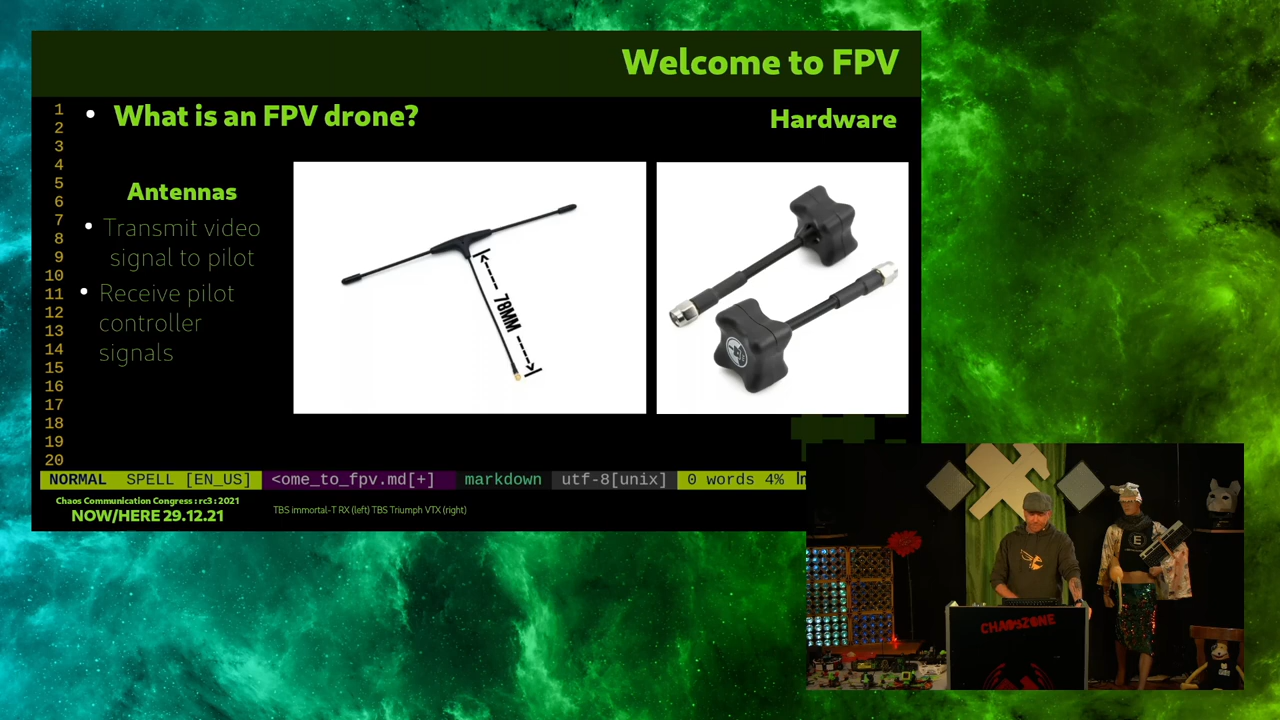 Welcome to FPV
What is an FPV drone?
Hardware
Antennas
Transmit video
signal to pilot
Receive pilot
controller
signals
78MM
1
2
3
4
5
6
7
8
9
10
11
12
13
14
15
16
17
18
19
20
NORMAL SPELL [EN_US] <ome_to_fpv.md[+] markdown utf-8[unix] 0 words 4% ln
Chaos Communication Congress : rc3 : 2021
NOW/HERE 29.12.21
TBS immortal-T RX (left) TBS Triumph VTX (right)
CHAOSZONE
E